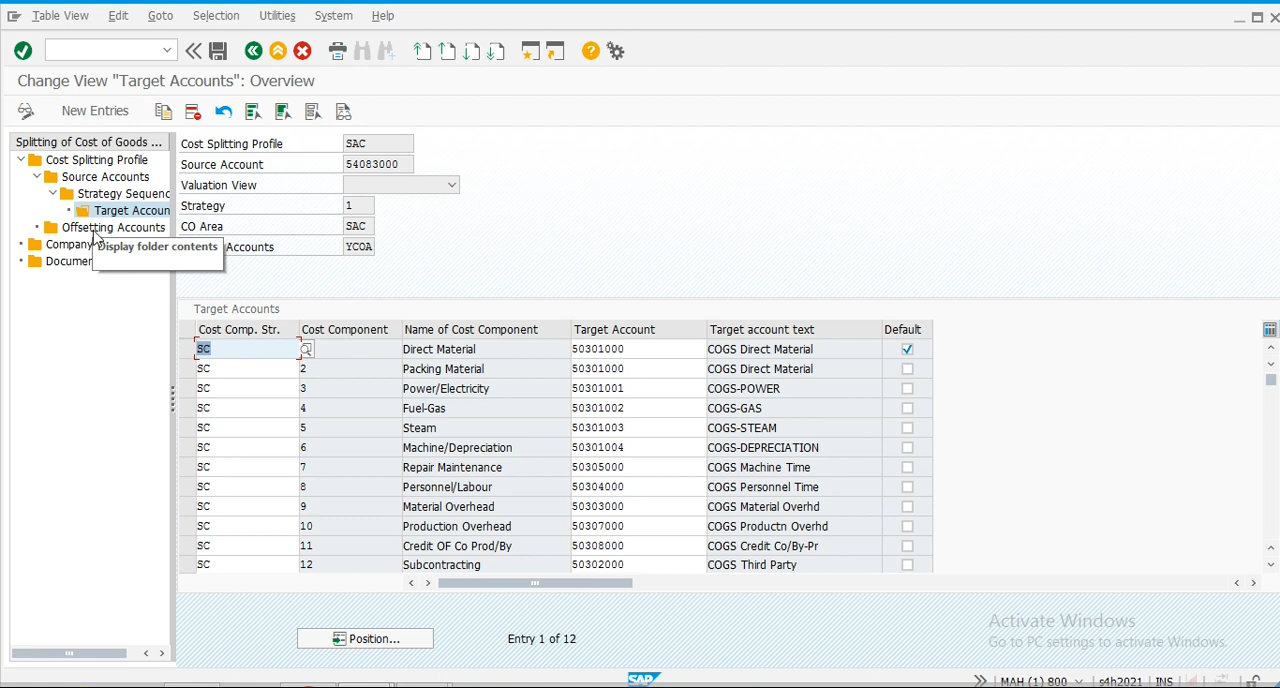 Table View Edit Goto Selection Utilities System Help
Change View "Target Accounts": Overview
New Entries
Splitting of Cost of Goods ...
Cost Splitting Profile
Source Accounts
Strategy Sequenc
Target Accoun
Offsetting Accounts
Company
Documen
Display folder contents
Cost Splitting Profile SAC
Source Account 54083000
Valuation View
Strategy 1
CO Area SAC
Accounts YCOA
Target Accounts
Cost Comp. Str. Cost Component Name of Cost Component Target Account Target account text Default
SC Direct Material 50301000 COGS Direct Material
SC 2 Packing Material 50301000 COGS Direct Material
SC 3 Power/Electricity 50301001 COGS-POWER
SC 4 Fuel-Gas 50301002 COGS-GAS
SC 5 Steam 50301003 COGS-STEAM
SC 6 Machine/Depreciation 50301004 COGS-DEPRECIATION
SC 7 Repair Maintenance 50305000 COGS Machine Time
SC 8 Personnel/Labour 50304000 COGS Personnel Time
SC 9 Material Overhead 50303000 COGS Material Overhd
SC 10 Production Overhead 50307000 COGS Productn Overhd
SC 11 Credit OF Co Prod/By 50308000 COGS Credit Co/By-Pr
SC 12 Subcontracting 50302000 COGS Third Party
Position... Entry 1 of 12
Activate Windows
Go to PC settings to activate Windows.
SAP MAH (1) 800 s4h2021 INS